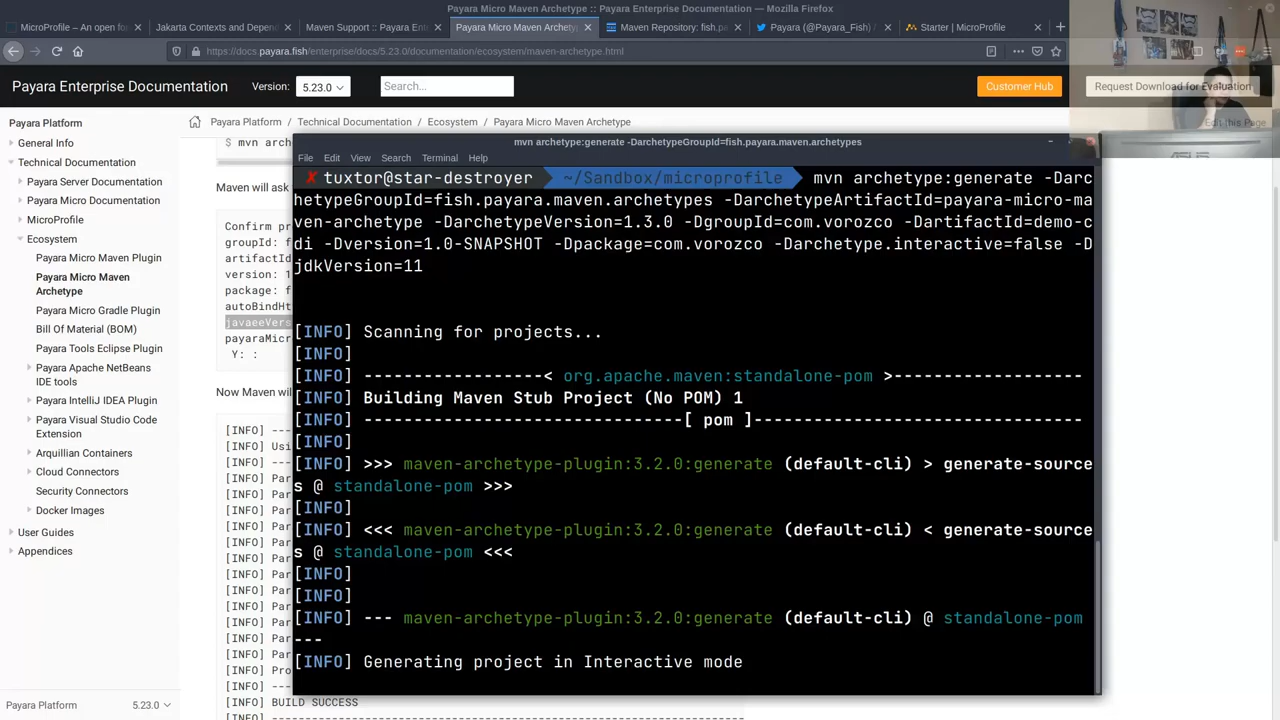 Payara Micro Maven Archetype :: Payara Enterprise Documentation - Mozilla Firefox
MicroProfile – An open fo
Jakarta Contexts and Depend
Maven Support :: Payara Ent
Payara Micro Maven Archety
Maven Repository: fish.pa
Payara (@Payara_Fish) / T
Starter | MicroProfile
https://docs.payara.fish/enterprise/docs/5.23.0/documentation/ecosystem/maven-archetype.html
Payara Enterprise Documentation
Version:
5.23.0
Search...
Customer Hub
Request Download for Evaluation
Payara Platform
General Info
Technical Documentation
Payara Server Documentation
Payara Micro Documentation
MicroProfile
Ecosystem
Payara Micro Maven Plugin
Payara Micro Maven
Archetype
Payara Micro Gradle Plugin
Bill Of Material (BOM)
Payara Tools Eclipse Plugin
Payara Apache NetBeans
IDE tools
Payara IntelliJ IDEA Plugin
Payara Visual Studio Code
Extension
Arquillian Containers
Cloud Connectors
Security Connectors
Docker Images
User Guides
Appendices
Payara Platform
5.23.0
Payara Platform / Technical Documentation / Ecosystem / Payara Micro Maven Archetype
Edit this Page
$ mvn arch
Maven will ask
Confirm pr
groupId: f
artifactId
version: 1
package: f
autoBindHt
javaeeVers
payaraMicr
Y: :
Now Maven wil
[INFO] ---
[INFO] Usi
[INFO] ---
[INFO] Par
[INFO] Par
[INFO] Par
[INFO] Par
[INFO] Par
[INFO] Par
[INFO] Par
[INFO] Par
[INFO] Par
[INFO] Par
[INFO] Par
[INFO] Par
[INFO] Pro
[INFO] ---
[INFO] BUILD SUCCESS
[INFO] ------------------------------------------------------------------------
mvn archetype:generate -DarchetypeGroupId=fish.payara.maven.archetypes
File Edit View Search Terminal Help
✗ tuxtor@star-destroyer ~/Sandbox/microprofile mvn archetype:generate -Darc
hetypeGroupId=fish.payara.maven.archetypes -DarchetypeArtifactId=payara-micro-ma
ven-archetype -DarchetypeVersion=1.3.0 -DgroupId=com.vorozco -DartifactId=demo-c
di -Dversion=1.0-SNAPSHOT -Dpackage=com.vorozco -Darchetype.interactive=false -D
jdkVersion=11
[INFO] Scanning for projects...
[INFO]
[INFO] ------------------< org.apache.maven:standalone-pom >-------------------
[INFO] Building Maven Stub Project (No POM) 1
[INFO] --------------------------------[ pom ]---------------------------------
[INFO]
[INFO] >>> maven-archetype-plugin:3.2.0:generate (default-cli) > generate-source
s @ standalone-pom >>>
[INFO]
[INFO] <<< maven-archetype-plugin:3.2.0:generate (default-cli) < generate-source
s @ standalone-pom <<<
[INFO]
[INFO]
[INFO] --- maven-archetype-plugin:3.2.0:generate (default-cli) @ standalone-pom
---
[INFO] Generating project in Interactive mode